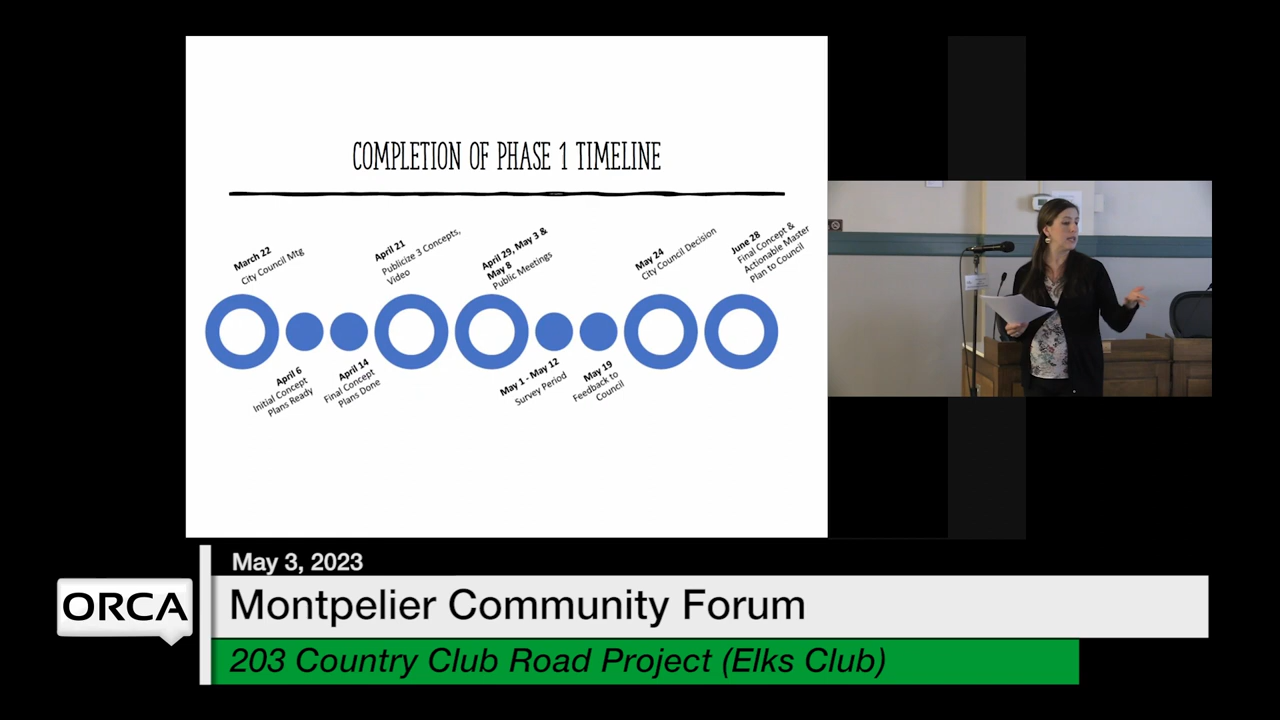 COMPLETION OF PHASE 1 TIMELINE
March 22
City Council Mtg
April 21
Publicize 3 Concepts,
Video
April 29, May 3 &
May 8
Public Meetings
May 24
City Council Decision
June 28
Final Concept &
Actionable Master
Plan to Council
April 6
Initial Concept
Plans Ready
April 14
Final Concept
Plans Done
May 1 - May 12
Survey Period
May 19
Feedback to
Council
May 3, 2023
ORCA
Montpelier Community Forum
203 Country Club Road Project (Elks Club)